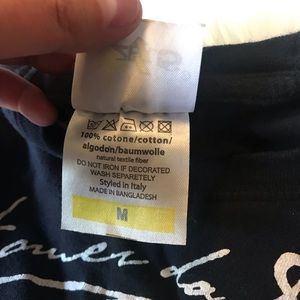 100% cotone/cotton/
algodon/baumwolle
natural textile fiber
DO NOT IRON IF DECORATED
WASH SEPARETELY
Styled in Italy
MADE IN BANGLADESH
M